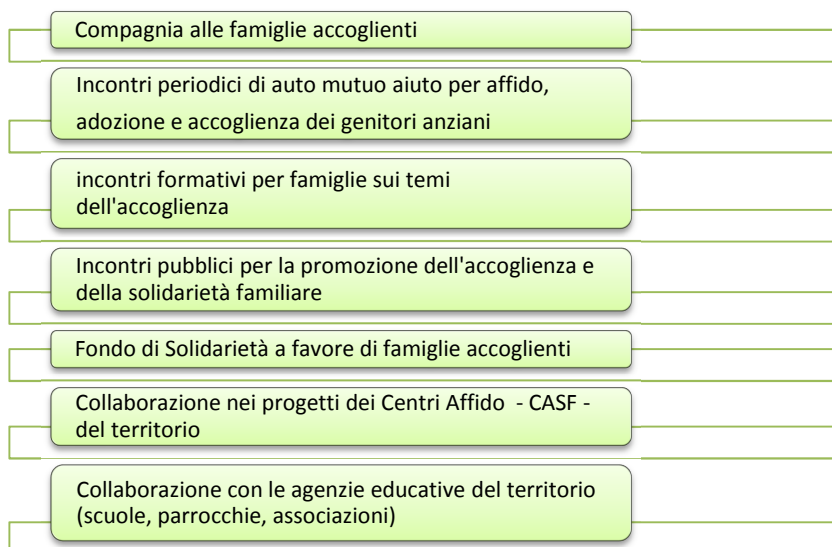 Compagnia alle famiglie accoglienti
Incontri periodici di auto mutuo aiuto per affido,
adozione e accoglienza dei genitori anziani
incontri formativi per famiglie sui temi
dell'accoglienza
Incontri pubblici per la promozione dell'accoglienza e
della solidarietà familiare
Fondo di Solidarietà a favore di famiglie accoglienti
Collaborazione nei progetti dei Centri Affido - CASF -
del territorio
Collaborazione con le agenzie educative del territorio
(scuole, parrocchie, associazioni)